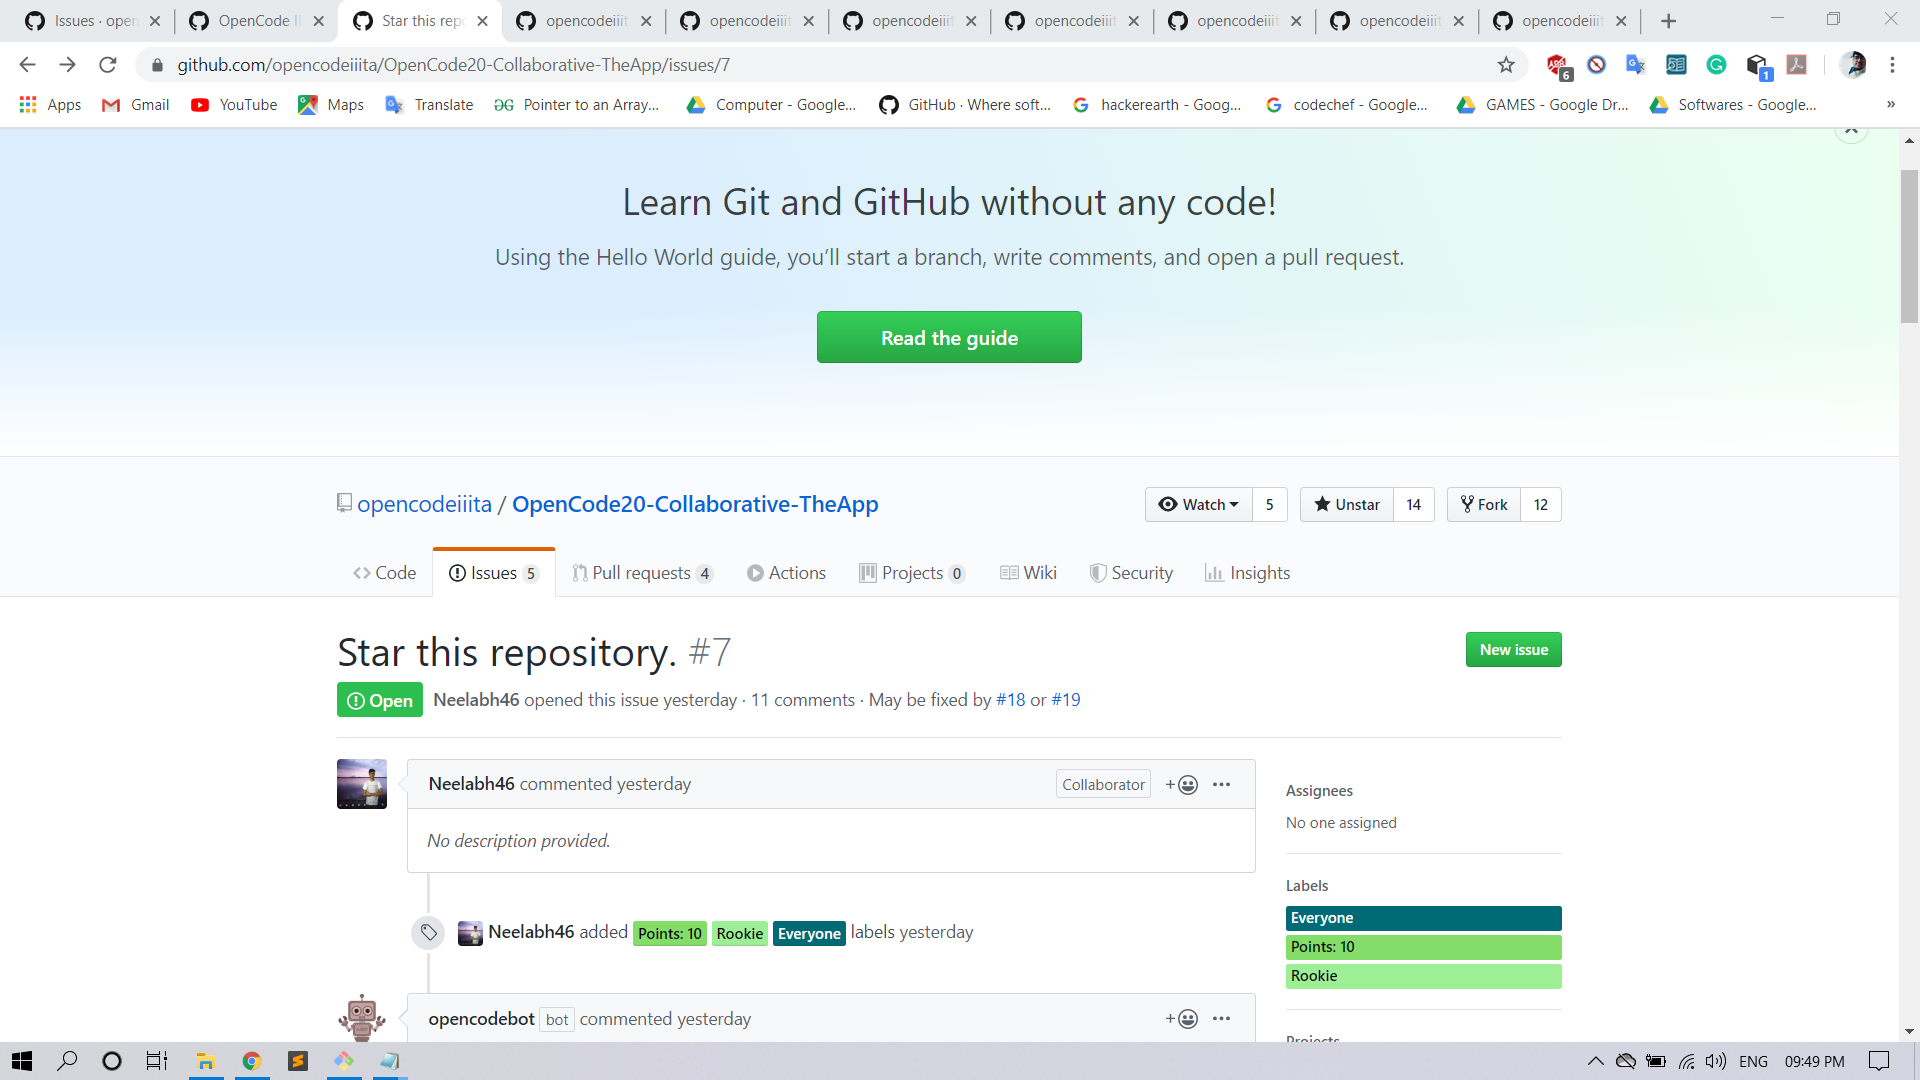 Issues · open
OpenCode II
Star this repo
opencodeiiit
opencodeiiit
opencodeiiit
opencodeiiit
opencodeiiit
opencodeiiit
opencodeiiit
github.com/opencodeiiita/OpenCode20-Collaborative-TheApp/issues/7
6
1
Apps
Gmail
YouTube
Maps
Translate
Pointer to an Array...
Computer - Google...
GitHub · Where soft...
hackerearth - Goog...
codechef - Google...
GAMES - Google Dr...
Softwares - Google...
»
Learn Git and GitHub without any code!
Using the Hello World guide, you’ll start a branch, write comments, and open a pull request.
Read the guide
opencodeiiita / OpenCode20-Collaborative-TheApp
Watch 5
Unstar 14
Fork 12
Code
Issues 5
Pull requests 4
Actions
Projects 0
Wiki
Security
Insights
Star this repository. #7
New issue
Open
Neelabh46 opened this issue yesterday · 11 comments · May be fixed by #18 or #19
Neelabh46 commented yesterday
Collaborator
No description provided.
Assignees
No one assigned
Labels
Everyone
Points: 10
Rookie
Neelabh46 added Points: 10 Rookie Everyone labels yesterday
opencodebot bot commented yesterday
Projects
ENG
09:49 PM